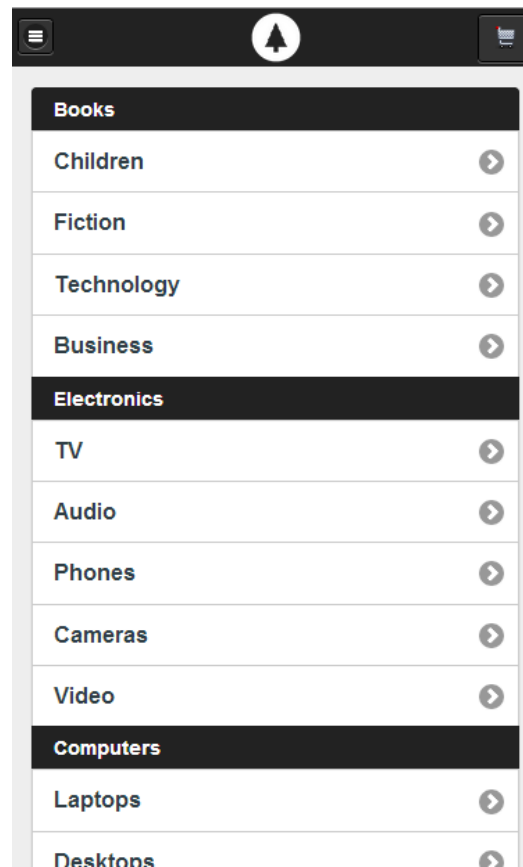 Books
Children
Fiction
Technology
Business
Electronics
TV
Audio
Phones
Cameras
Video
Computers
Laptops
Desktops